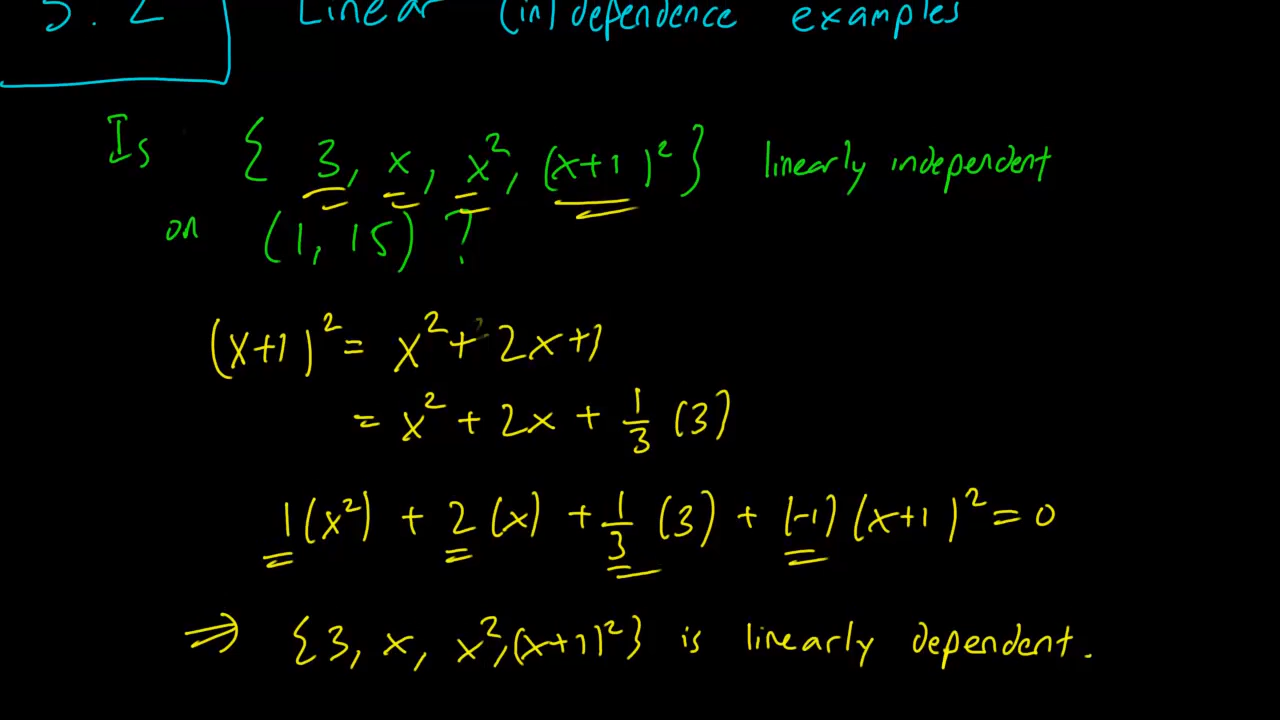 5.2 Linear (in)dependence examples
Is { 3, x, x², (x+1)² } linearly independent
on (1, 15) ?
(x+1)² = x² + 2x+1
= x² + 2x + 1/3 (3)
1(x²) + 2(x) + 1/3 (3) + (-1)(x+1)² = 0
⇒ {3, x, x², (x+1)²} is linearly dependent.